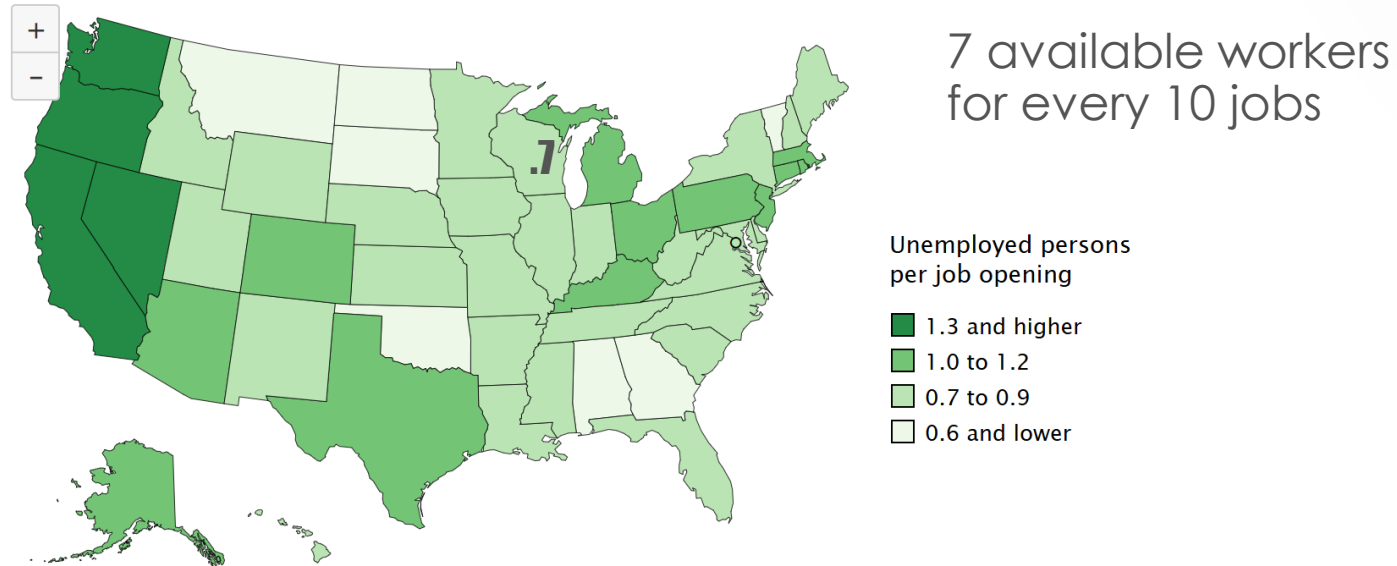 +
−
7 available workers
for every 10 jobs
.7
Unemployed persons
per job opening
1.3 and higher
1.0 to 1.2
0.7 to 0.9
0.6 and lower